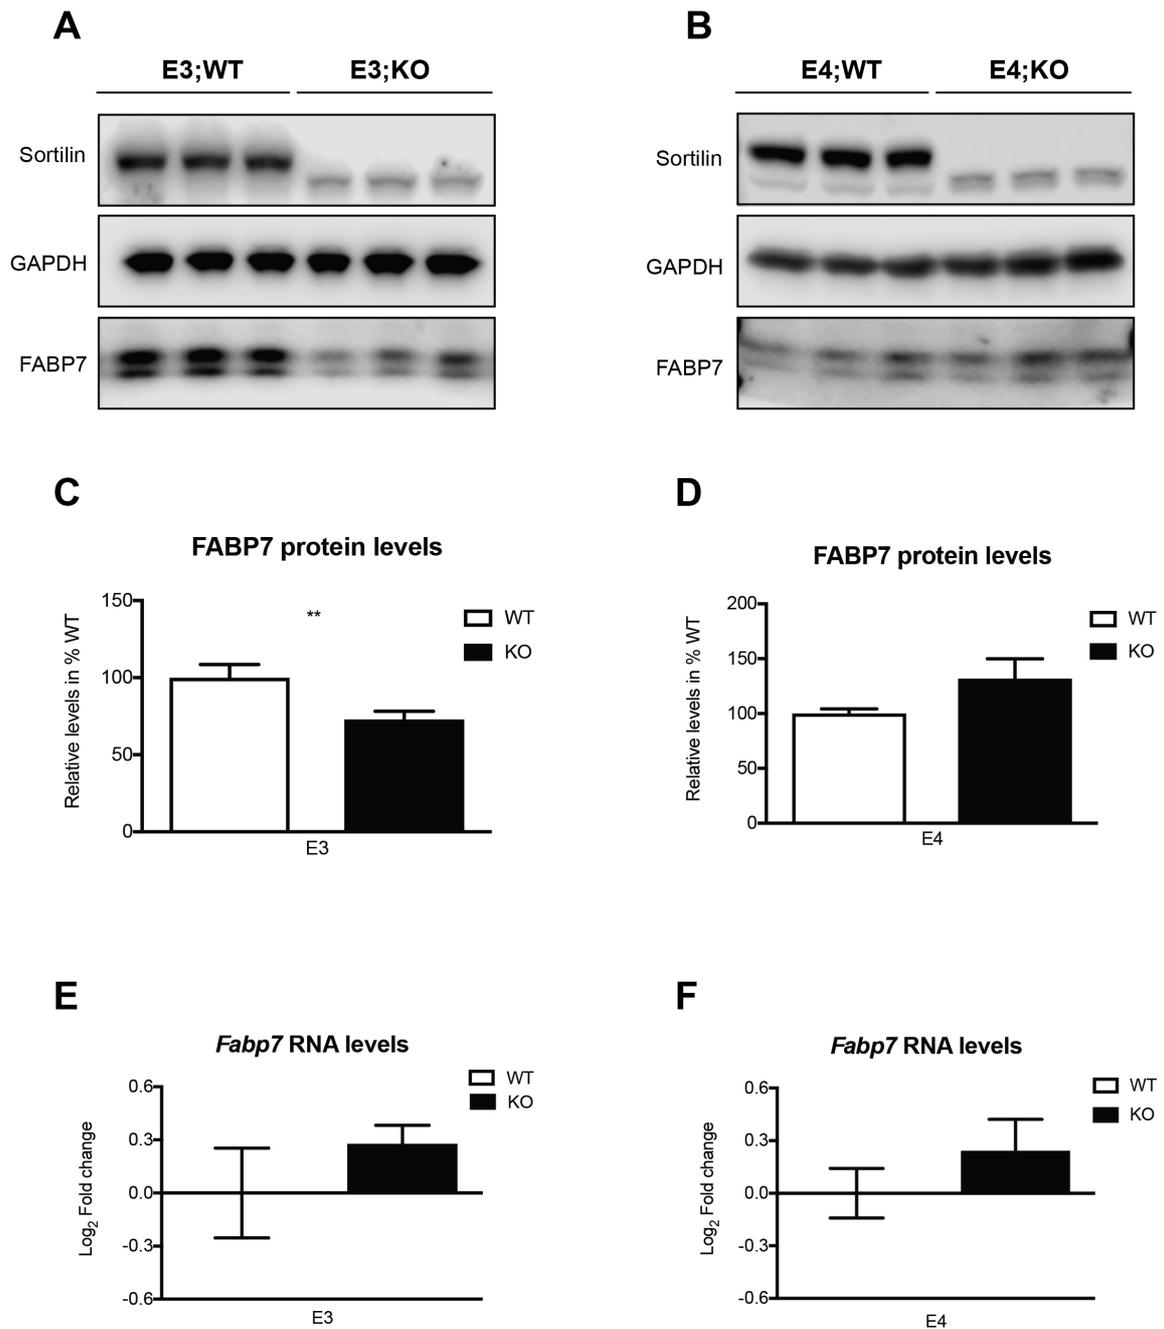 A
E3;WT E3;KO
Sortilin
GAPDH
FABP7
B
E4;WT E4;KO
Sortilin
GAPDH
FABP7
C
FABP7 protein levels
Relative levels in % WT
150
100
50
0
**
WT
KO
E3
D
FABP7 protein levels
Relative levels in % WT
200
150
100
50
0
WT
KO
E4
E
Fabp7 RNA levels
Log2 Fold change
0.6
0.3
0.0
-0.3
-0.6
WT
KO
E3
F
Fabp7 RNA levels
Log2 Fold change
0.6
0.3
0.0
-0.3
-0.6
WT
KO
E4